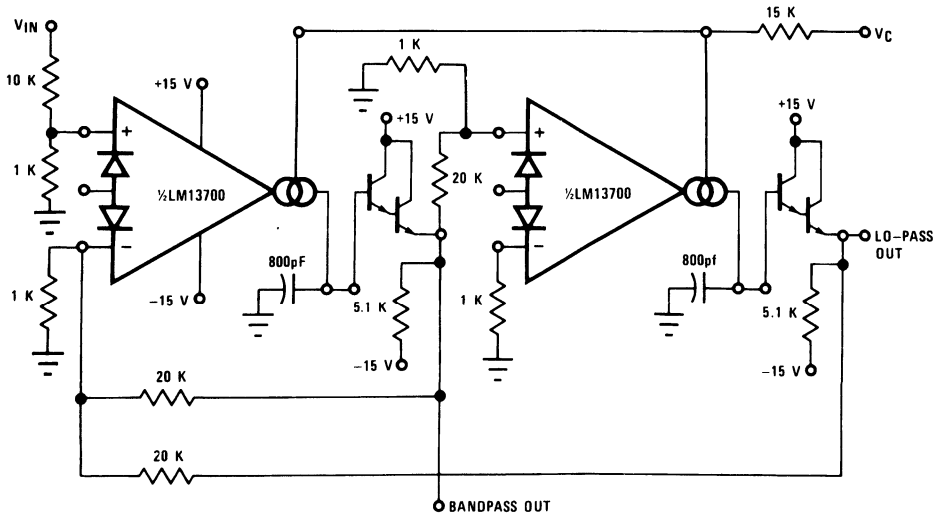 VIN
10 K
1 K
1 K
+15 V
−15 V
+
−
½LM13700
800pF
+15 V
5.1 K
−15 V
1 K
20 K
1 K
+
−
½LM13700
800pf
15 K
VC
+15 V
LO-PASS
OUT
5.1 K
−15 V
20 K
20 K
BANDPASS OUT